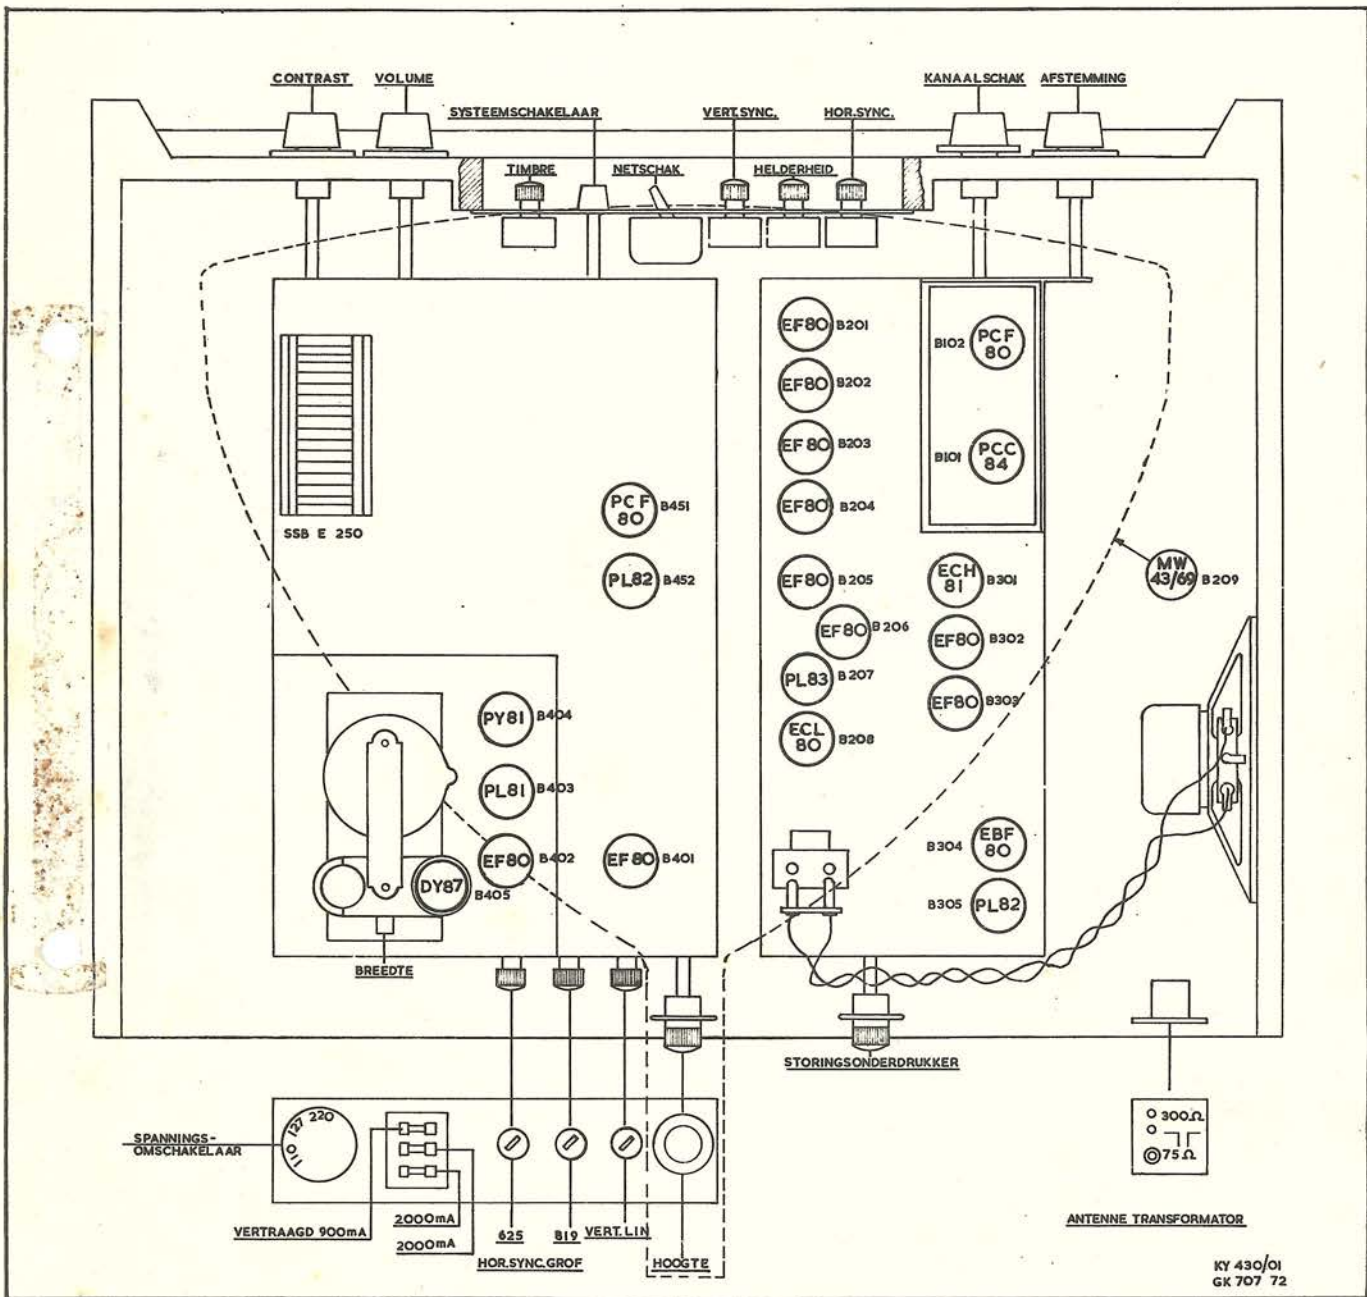 CONTRAST
VOLUME
KANAALSCHAK
AFSTEMMING
SYSTEEMSCHAKELAAR
VERT.SYNC.
HOR.SYNC.
TIMBRE
NETSCHAK
HELDERHEID
EF80 B201
B102 PCF
80
EF80 B202
EF80 B203
B101 PCC
84
PCF
80 B451
EF80 B204
SSB E 250
PL82 B452
EF80 B205
ECH
81 B301
MW
43/69 B209
EF80 B206
EF80 B302
PL83 B207
EF80 B303
PY81 B404
ECL
80 B208
PL81 B403
EF80 B402
EF80 B401
B304 EBF
80
DY87
B405
B305 PL82
BREEDTE
STORINGSONDERDRUKKER
110 127 220
SPANNINGS-
OMSCHAKELAAR
300Ω
75Ω
VERTRAAGD 900mA
2000mA
2000mA
625
819
VERT.LIN
HOR.SYNC.GROF
HOOGTE
ANTENNE TRANSFORMATOR
KY 430/01
GK 707 72